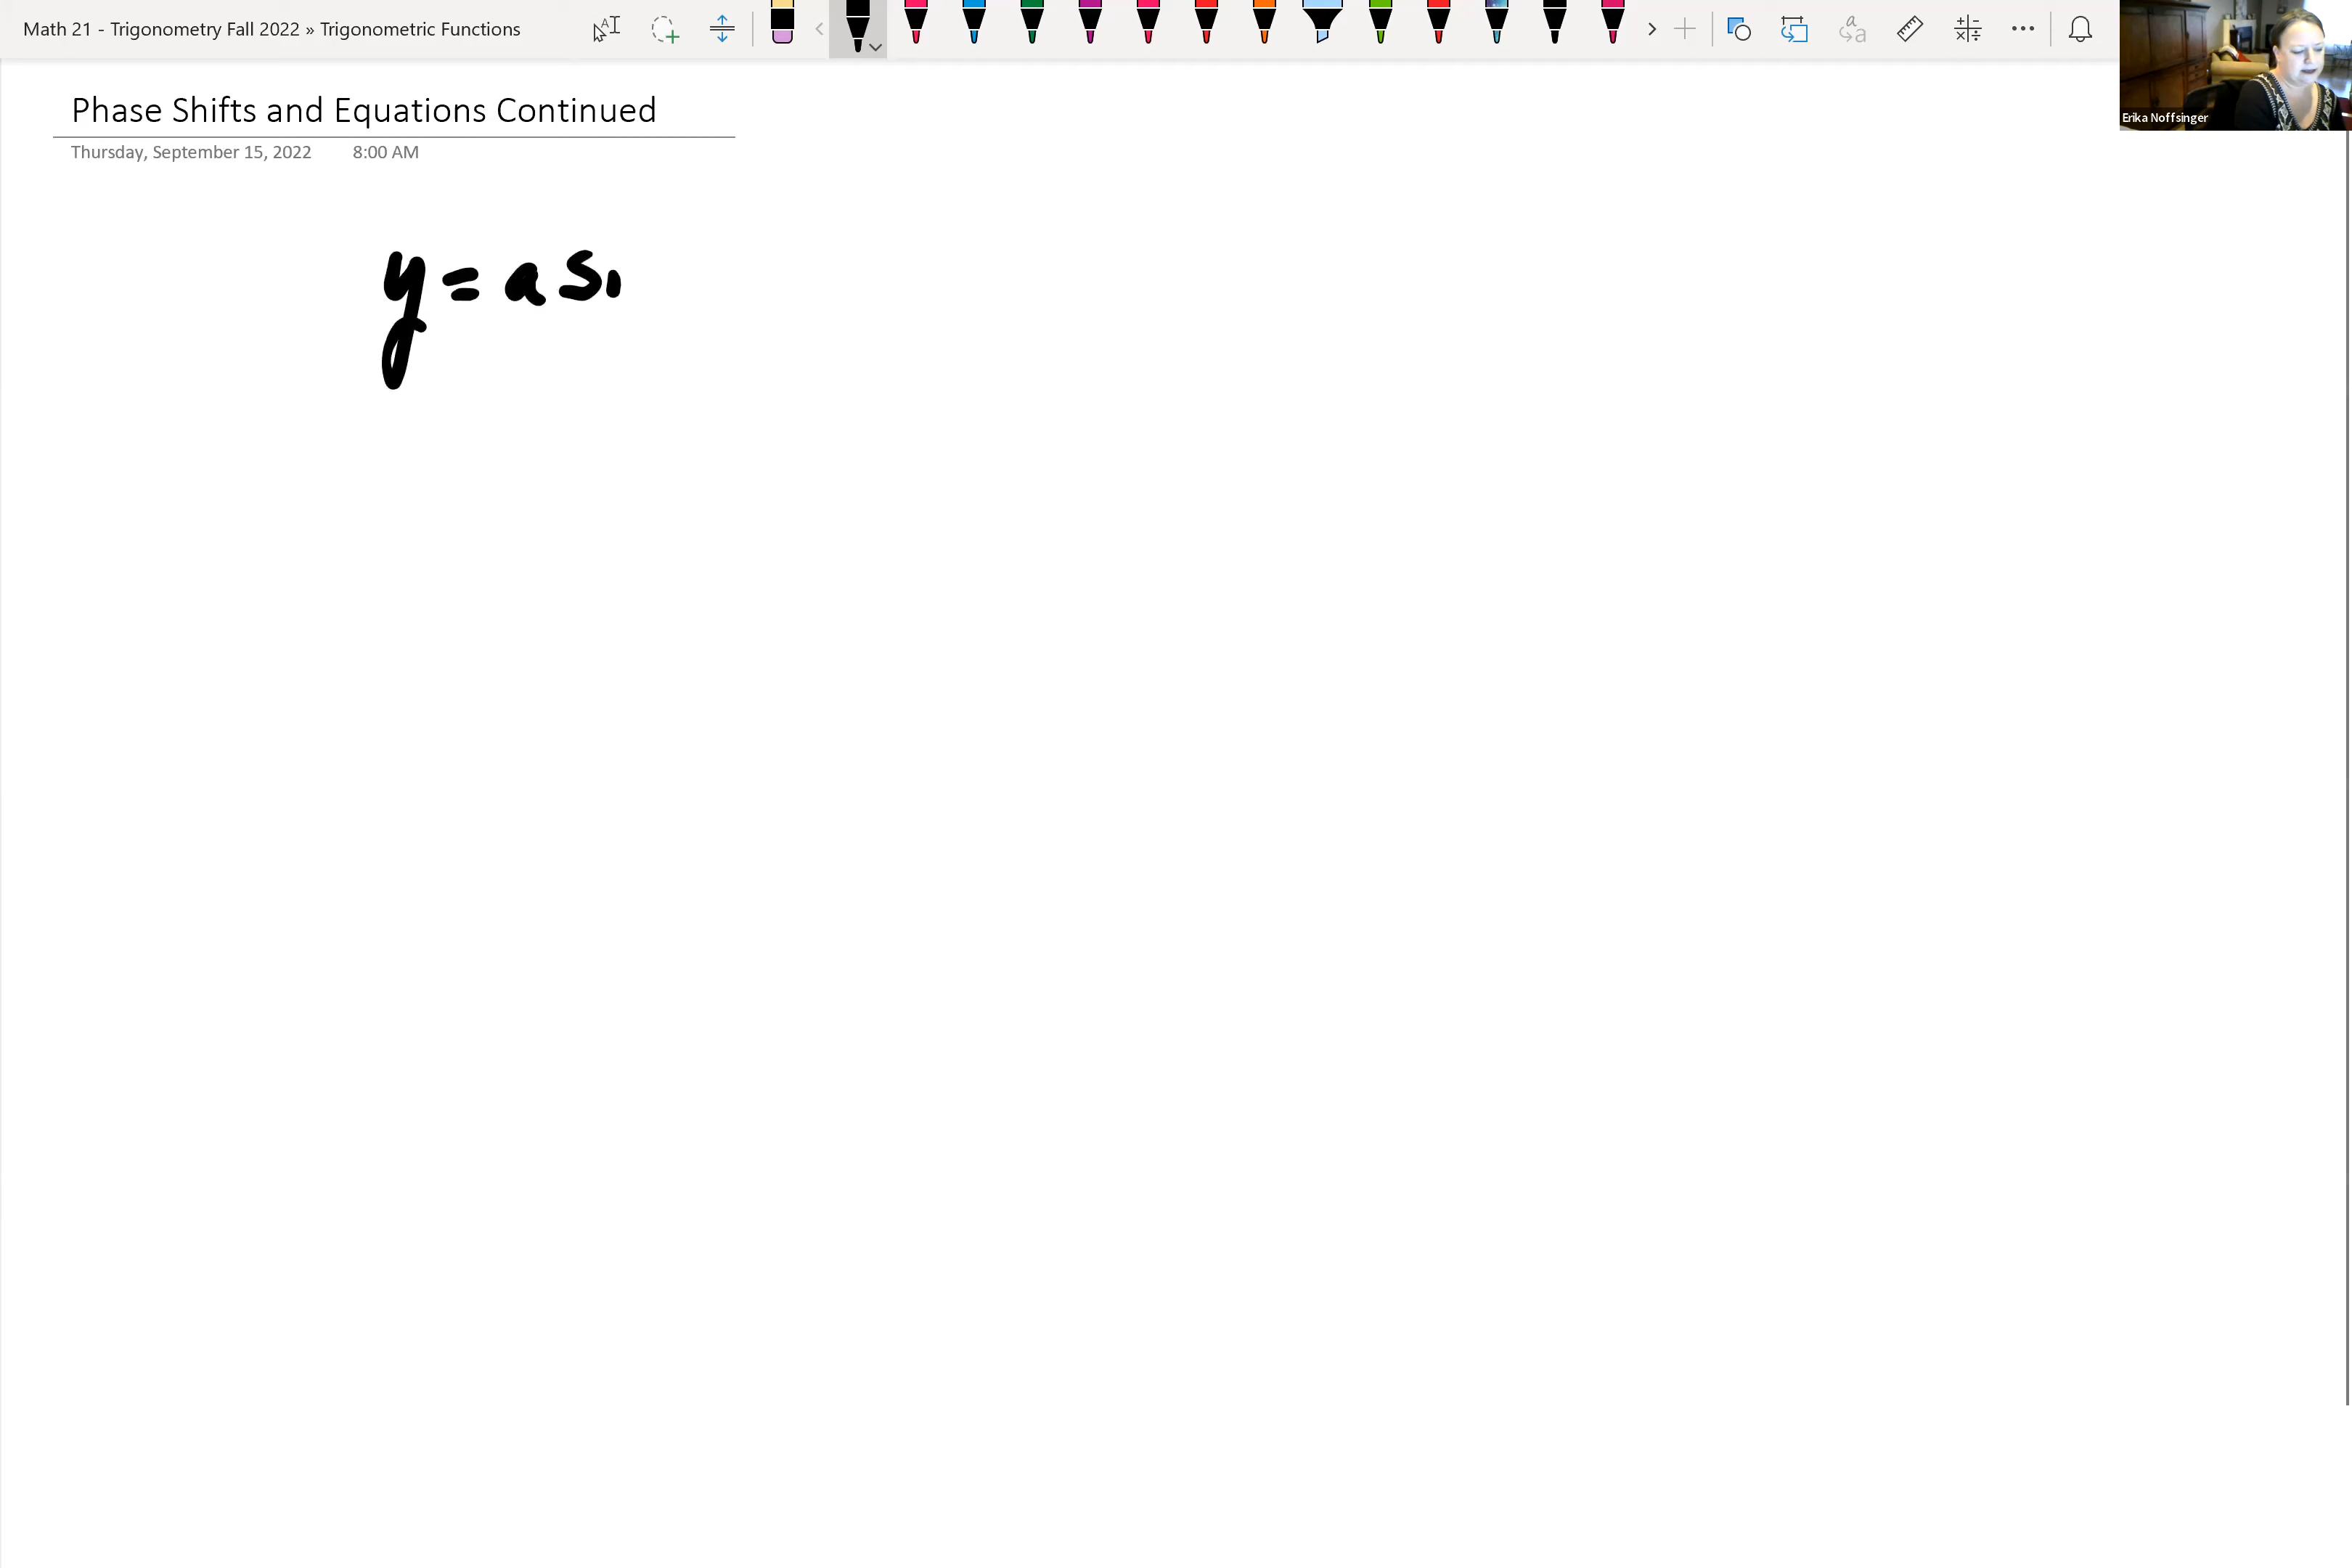 Math 21 - Trigonometry Fall 2022 » Trigonometric Functions
Erika Noffsinger
Phase Shifts and Equations Continued
Thursday, September 15, 2022 8:00 AM
y = a sı